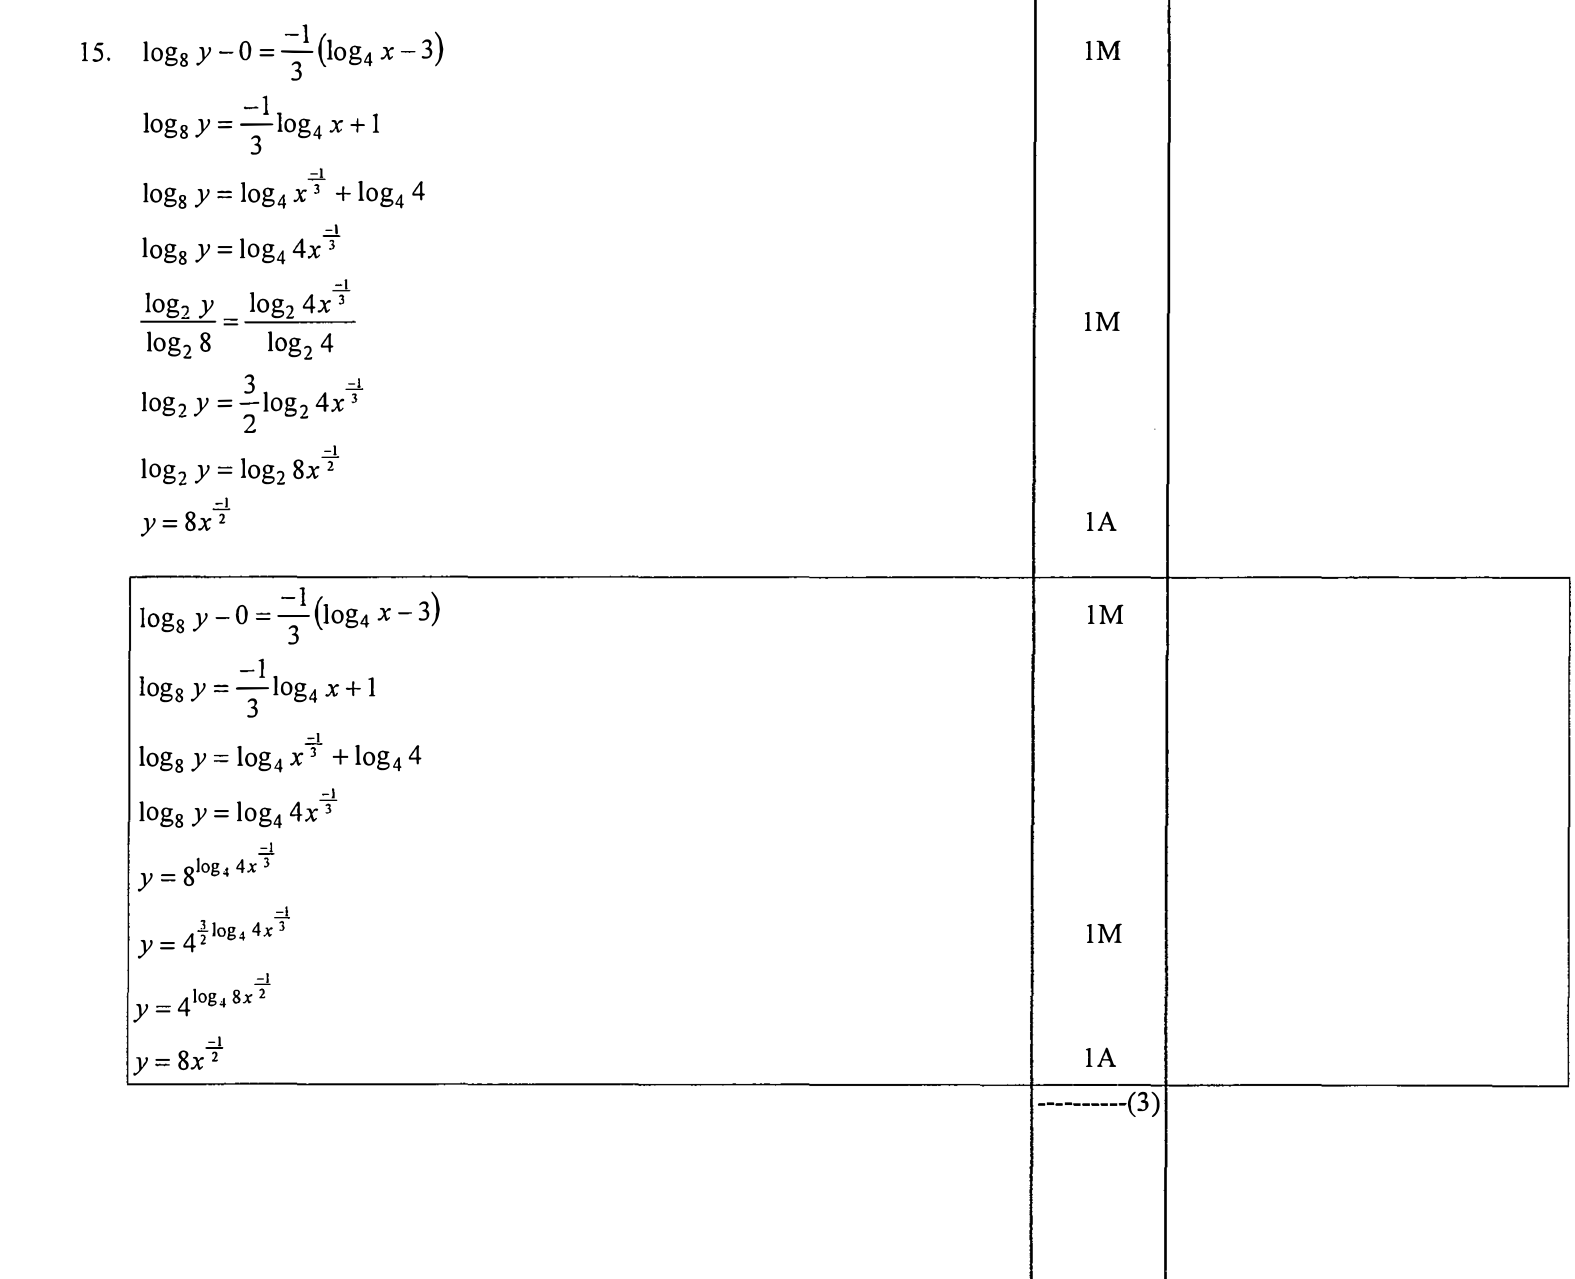 15. log₈ y − 0 = −1/3 (log₄ x − 3) 1M
log₈ y = −1/3 log₄ x + 1
log₈ y = log₄ x^(−1/3) + log₄ 4
log₈ y = log₄ 4x^(−1/3)
log₂ y / log₂ 8 = log₂ 4x^(−1/3) / log₂ 4 1M
log₂ y = 3/2 log₂ 4x^(−1/3)
log₂ y = log₂ 8x^(−1/2)
y = 8x^(−1/2) 1A
log₈ y − 0 = −1/3 (log₄ x − 3) 1M
log₈ y = −1/3 log₄ x + 1
log₈ y = log₄ x^(−1/3) + log₄ 4
log₈ y = log₄ 4x^(−1/3)
y = 8^(log₄ 4x^(−1/3))
y = 4^(3/2 log₄ 4x^(−1/3)) 1M
y = 4^(log₄ 8x^(−1/2))
y = 8x^(−1/2) 1A
----------(3)